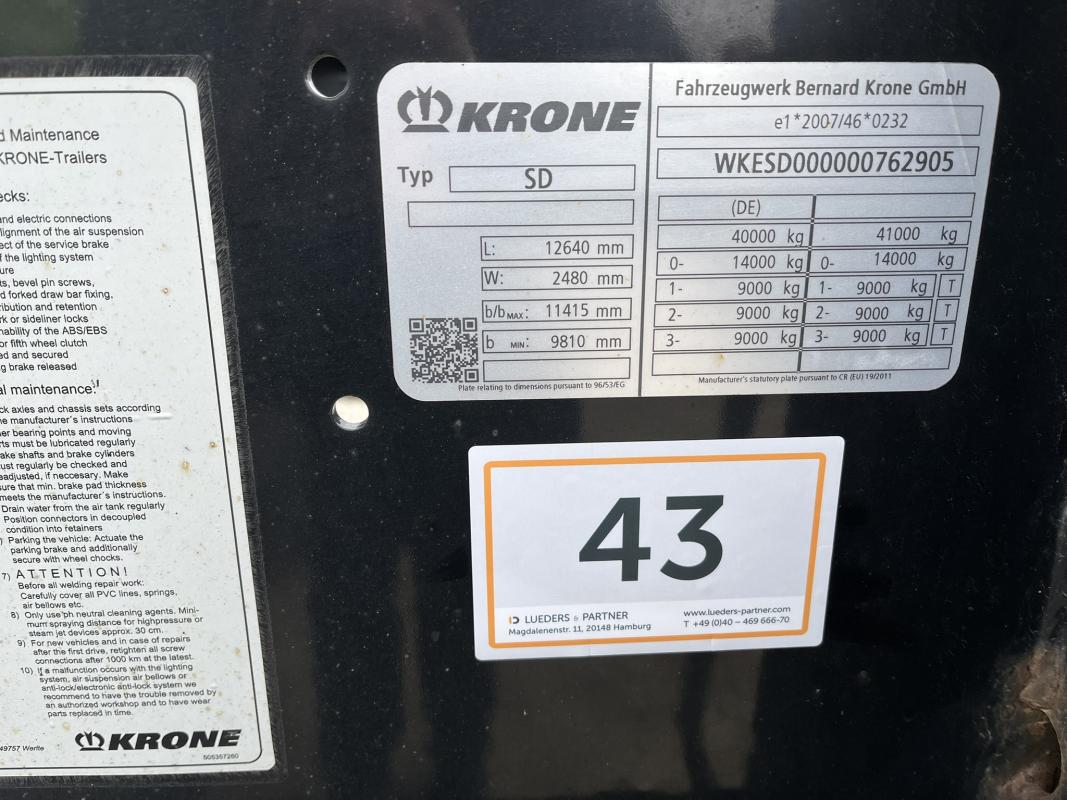 d Maintenance
KRONE-Trailers
ecks:
and electric connections
lignment of the air suspension
ect of the service brake
f the lighting system
ure
ts, bevel pin screws,
d forked draw bar fixing,
ribution and retention
rk or sideliner locks
nability of the ABS/EBS
or fifth wheel clutch
ed and secured
g brake released
al maintenance:
ck axles and chassis sets according
he manufacturer's instructions
er bearing points and moving
ts must be lubricated regularly
ake shafts and brake cylinders
ust regularly be checked and
eadjusted, if neccesary. Make
sure that min. brake pad thickness
meets the manufacturer's instructions.
Drain water from the air tank regularly
Position connectors in decoupled
condition into retainers
) Parking the vehicle: Actuate the
parking brake and additionally
secure with wheel chocks.
7) ATTENTION!
Before all welding repair work:
Carefully cover all PVC lines, springs,
air bellows etc.
8) Only use ph neutral cleaning agents. Mini-
mum spraying distance for highpressure or
steam jet devices approx. 30 cm.
9) For new vehicles and in case of repairs
after the first drive, retighten all screw
connections after 1000 km at the latest.
10) If a malfunction occurs with the lighting
system, air suspension air bellows or
anti-lock/electronic anti-lock system we
recommend to have the trouble removed by
an authorized workshop and to have wear
parts replaced in time.
49757 Werlte
KRONE
505357260
KRONE
Typ SD
L: 12640 mm
W: 2480 mm
b/b MAX: 11415 mm
b MIN: 9810 mm
Plate relating to dimensions pursuant to 96/53/EG
Fahrzeugwerk Bernard Krone GmbH
e1*2007/46*0232
WKESD000000762905
(DE)
40000 kg 41000 kg
0- 14000 kg 0- 14000 kg
1- 9000 kg 1- 9000 kg T
2- 9000 kg 2- 9000 kg T
3- 9000 kg 3- 9000 kg T
Manufacturer's statutory plate pursuant to CR (EU) 19/2011
43
LUEDERS & PARTNER
Magdalenenstr. 11, 20148 Hamburg
www.lueders-partner.com
T +49 (0)40 – 469 666-70